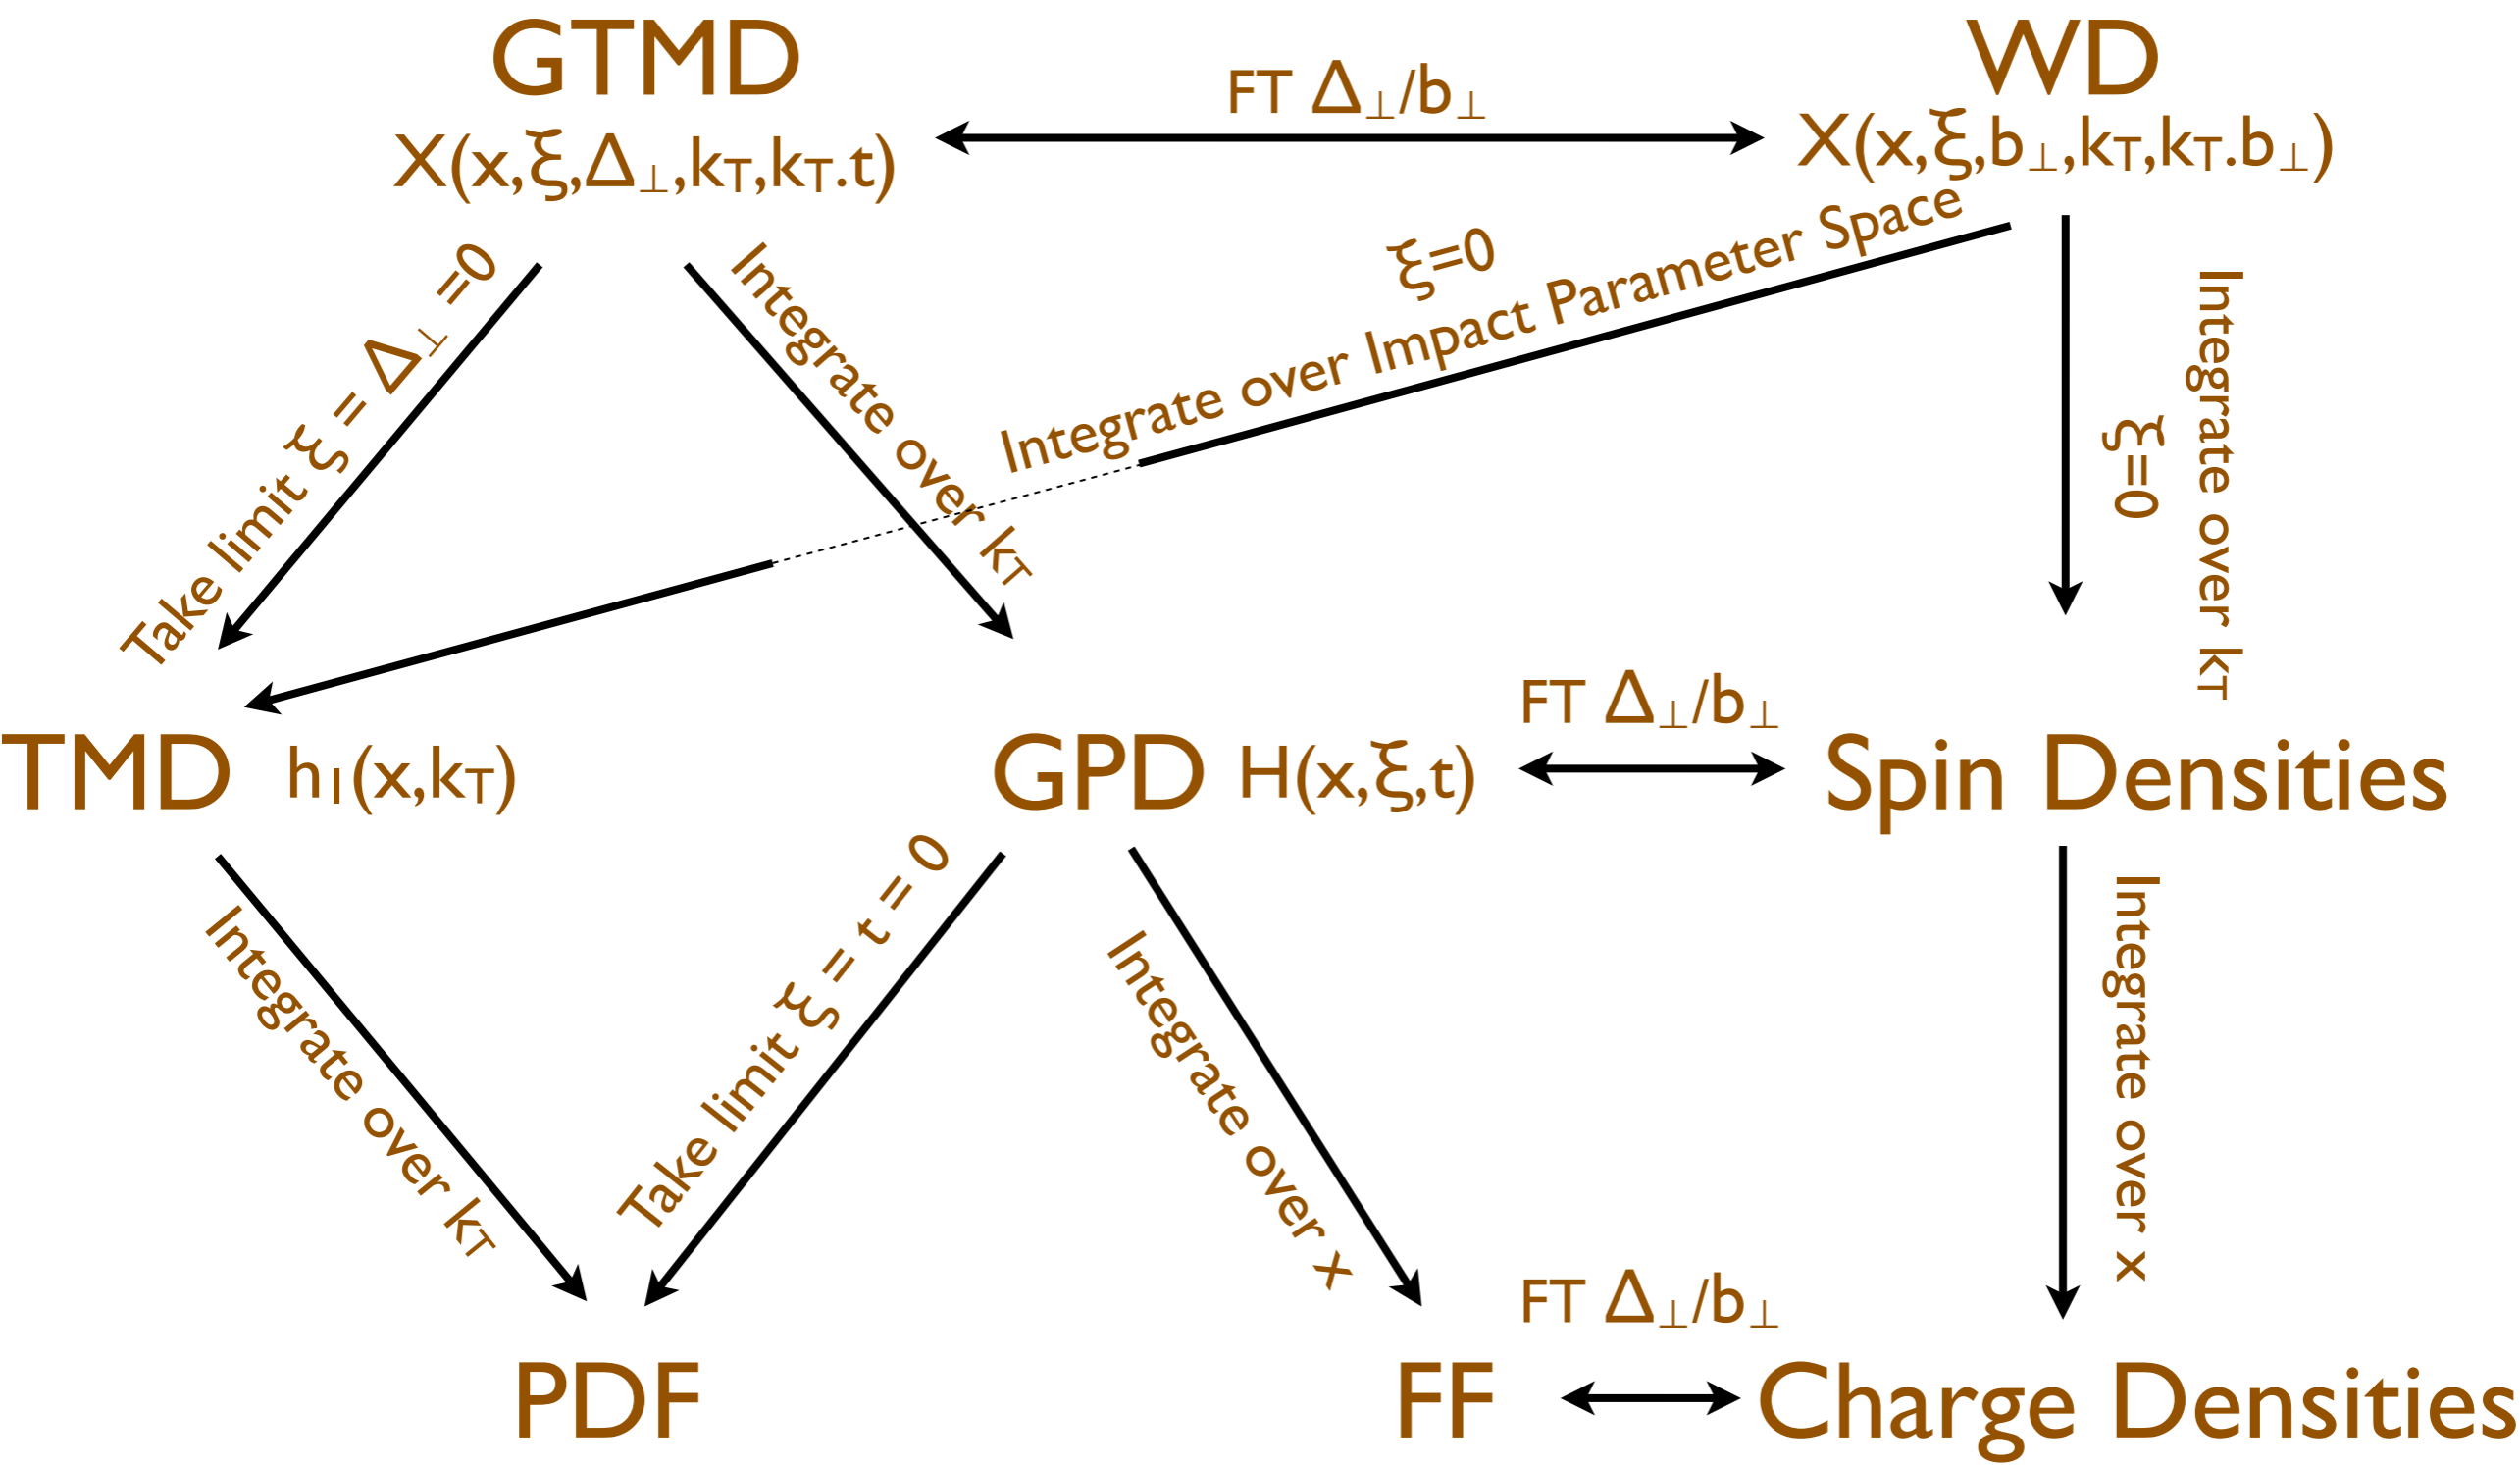 GTMD
X(x,ξ,Δ⊥,kT,kT.t)
FT Δ⊥/b⊥
WD
X(x,ξ,b⊥,kT,kT.b⊥)
Take limit ξ = Δ⊥ =0
Integrate over kT
ξ=0
Integrate over Impact Parameter Space
Integrate over kT
ξ=0
TMD h1(x,kT)
GPD H(x,ξ,t)
FT Δ⊥/b⊥
Spin Densities
Integrate over kT
Take limit ξ = t = 0
Integrate over x
Integrate over x
PDF
FF
FT Δ⊥/b⊥
Charge Densities